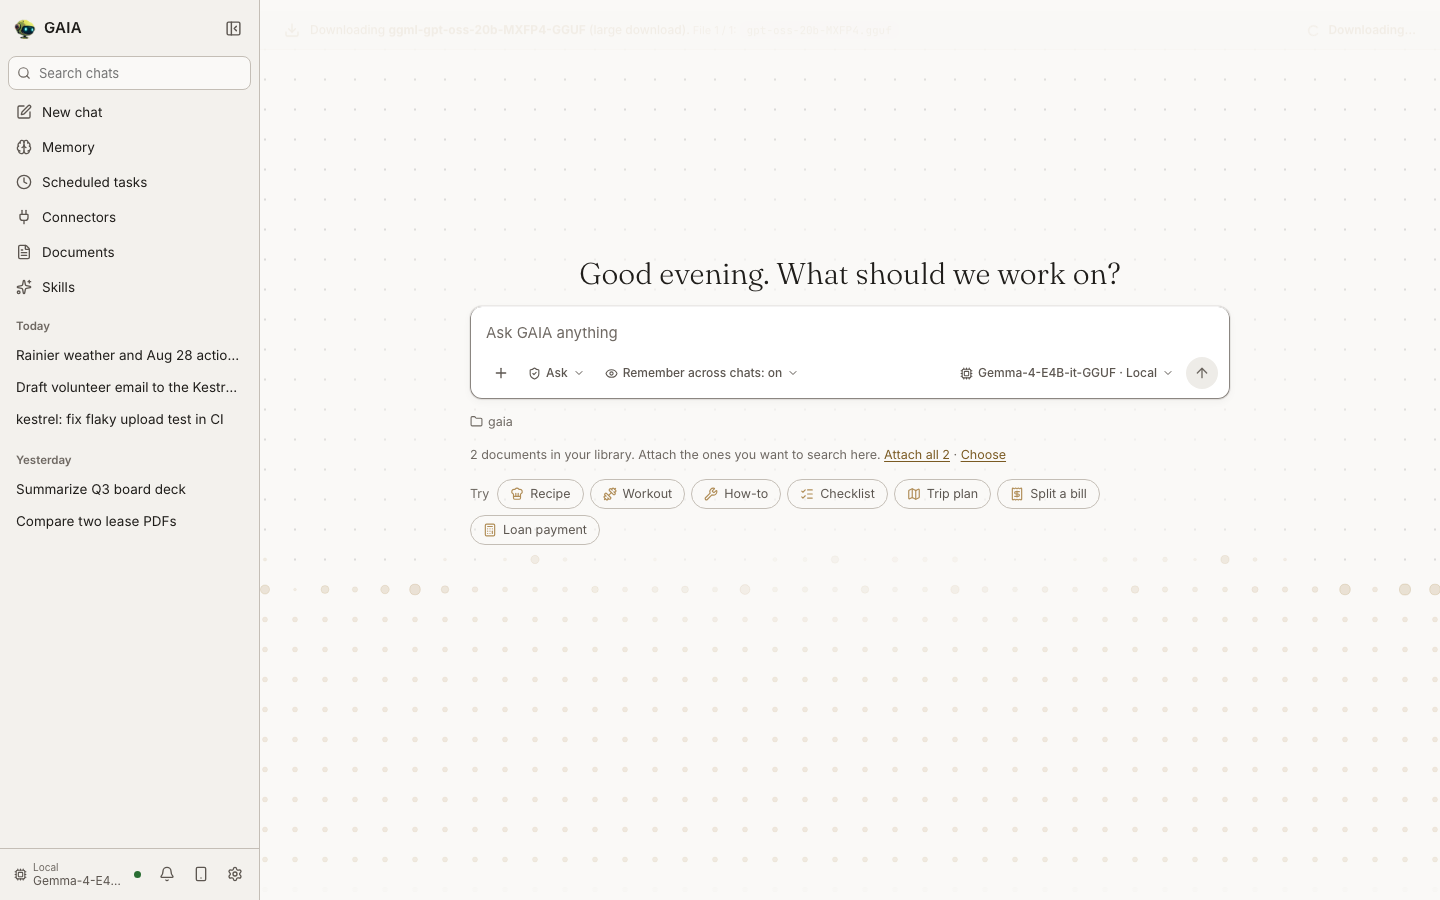 GAIA
Downloading ggml-gpt-oss-20b-MXFP4-GGUF (large download).
Downloading...
Search chats
New chat
Memory
Scheduled tasks
Connectors
Documents
Skills
Today
Rainier weather and Aug 28 actio...
Draft volunteer email to the Kestr...
kestrel: fix flaky upload test in CI
Yesterday
Summarize Q3 board deck
Compare two lease PDFs
Good evening. What should we work on?
Ask GAIA anything
Ask
Remember across chats: on
Gemma-4-E4B-it-GGUF · Local
gaia
2 documents in your library. Attach the ones you want to search here. Attach all 2 · Choose
Try Recipe Workout How-to Checklist Trip plan Split a bill
Loan payment
Local
Gemma-4-E4...